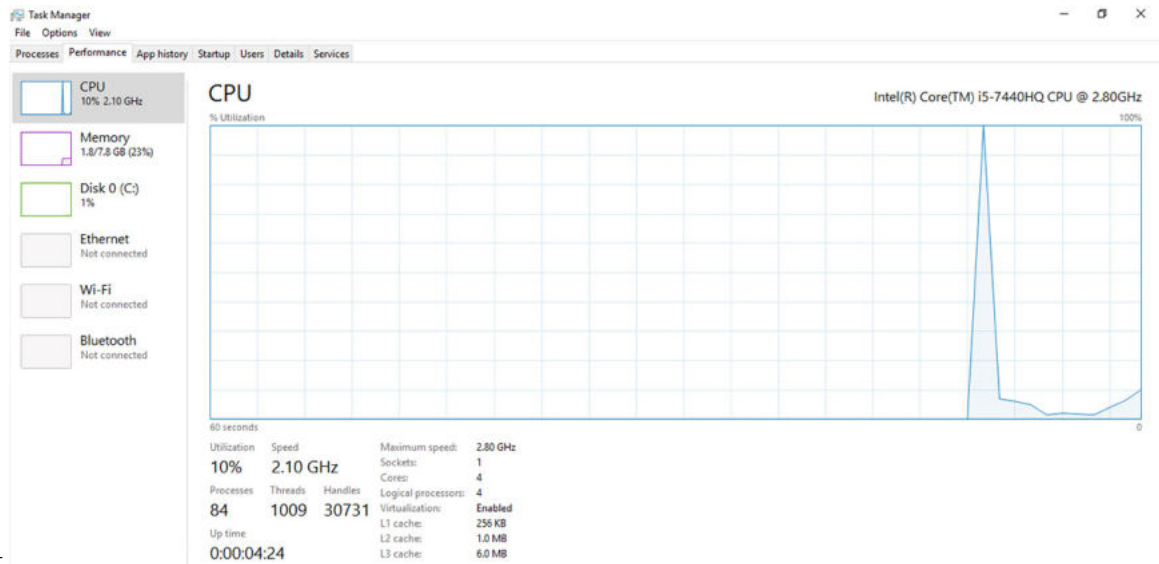 Task Manager
File Options View
Processes Performance App history Startup Users Details Services
CPU
10% 2.10 GHz
Memory
1.8/7.8 GB (23%)
Disk 0 (C:)
1%
Ethernet
Not connected
Wi-Fi
Not connected
Bluetooth
Not connected
CPU Intel(R) Core(TM) i5-7440HQ CPU @ 2.80GHz
% Utilization 100%
60 seconds 0
Utilization Speed
10% 2.10 GHz
Processes Threads Handles
84 1009 30731
Up time
0:00:04:24
Maximum speed: 2.80 GHz
Sockets: 1
Cores: 4
Logical processors: 4
Virtualization: Enabled
L1 cache: 256 KB
L2 cache: 1.0 MB
L3 cache: 6.0 MB